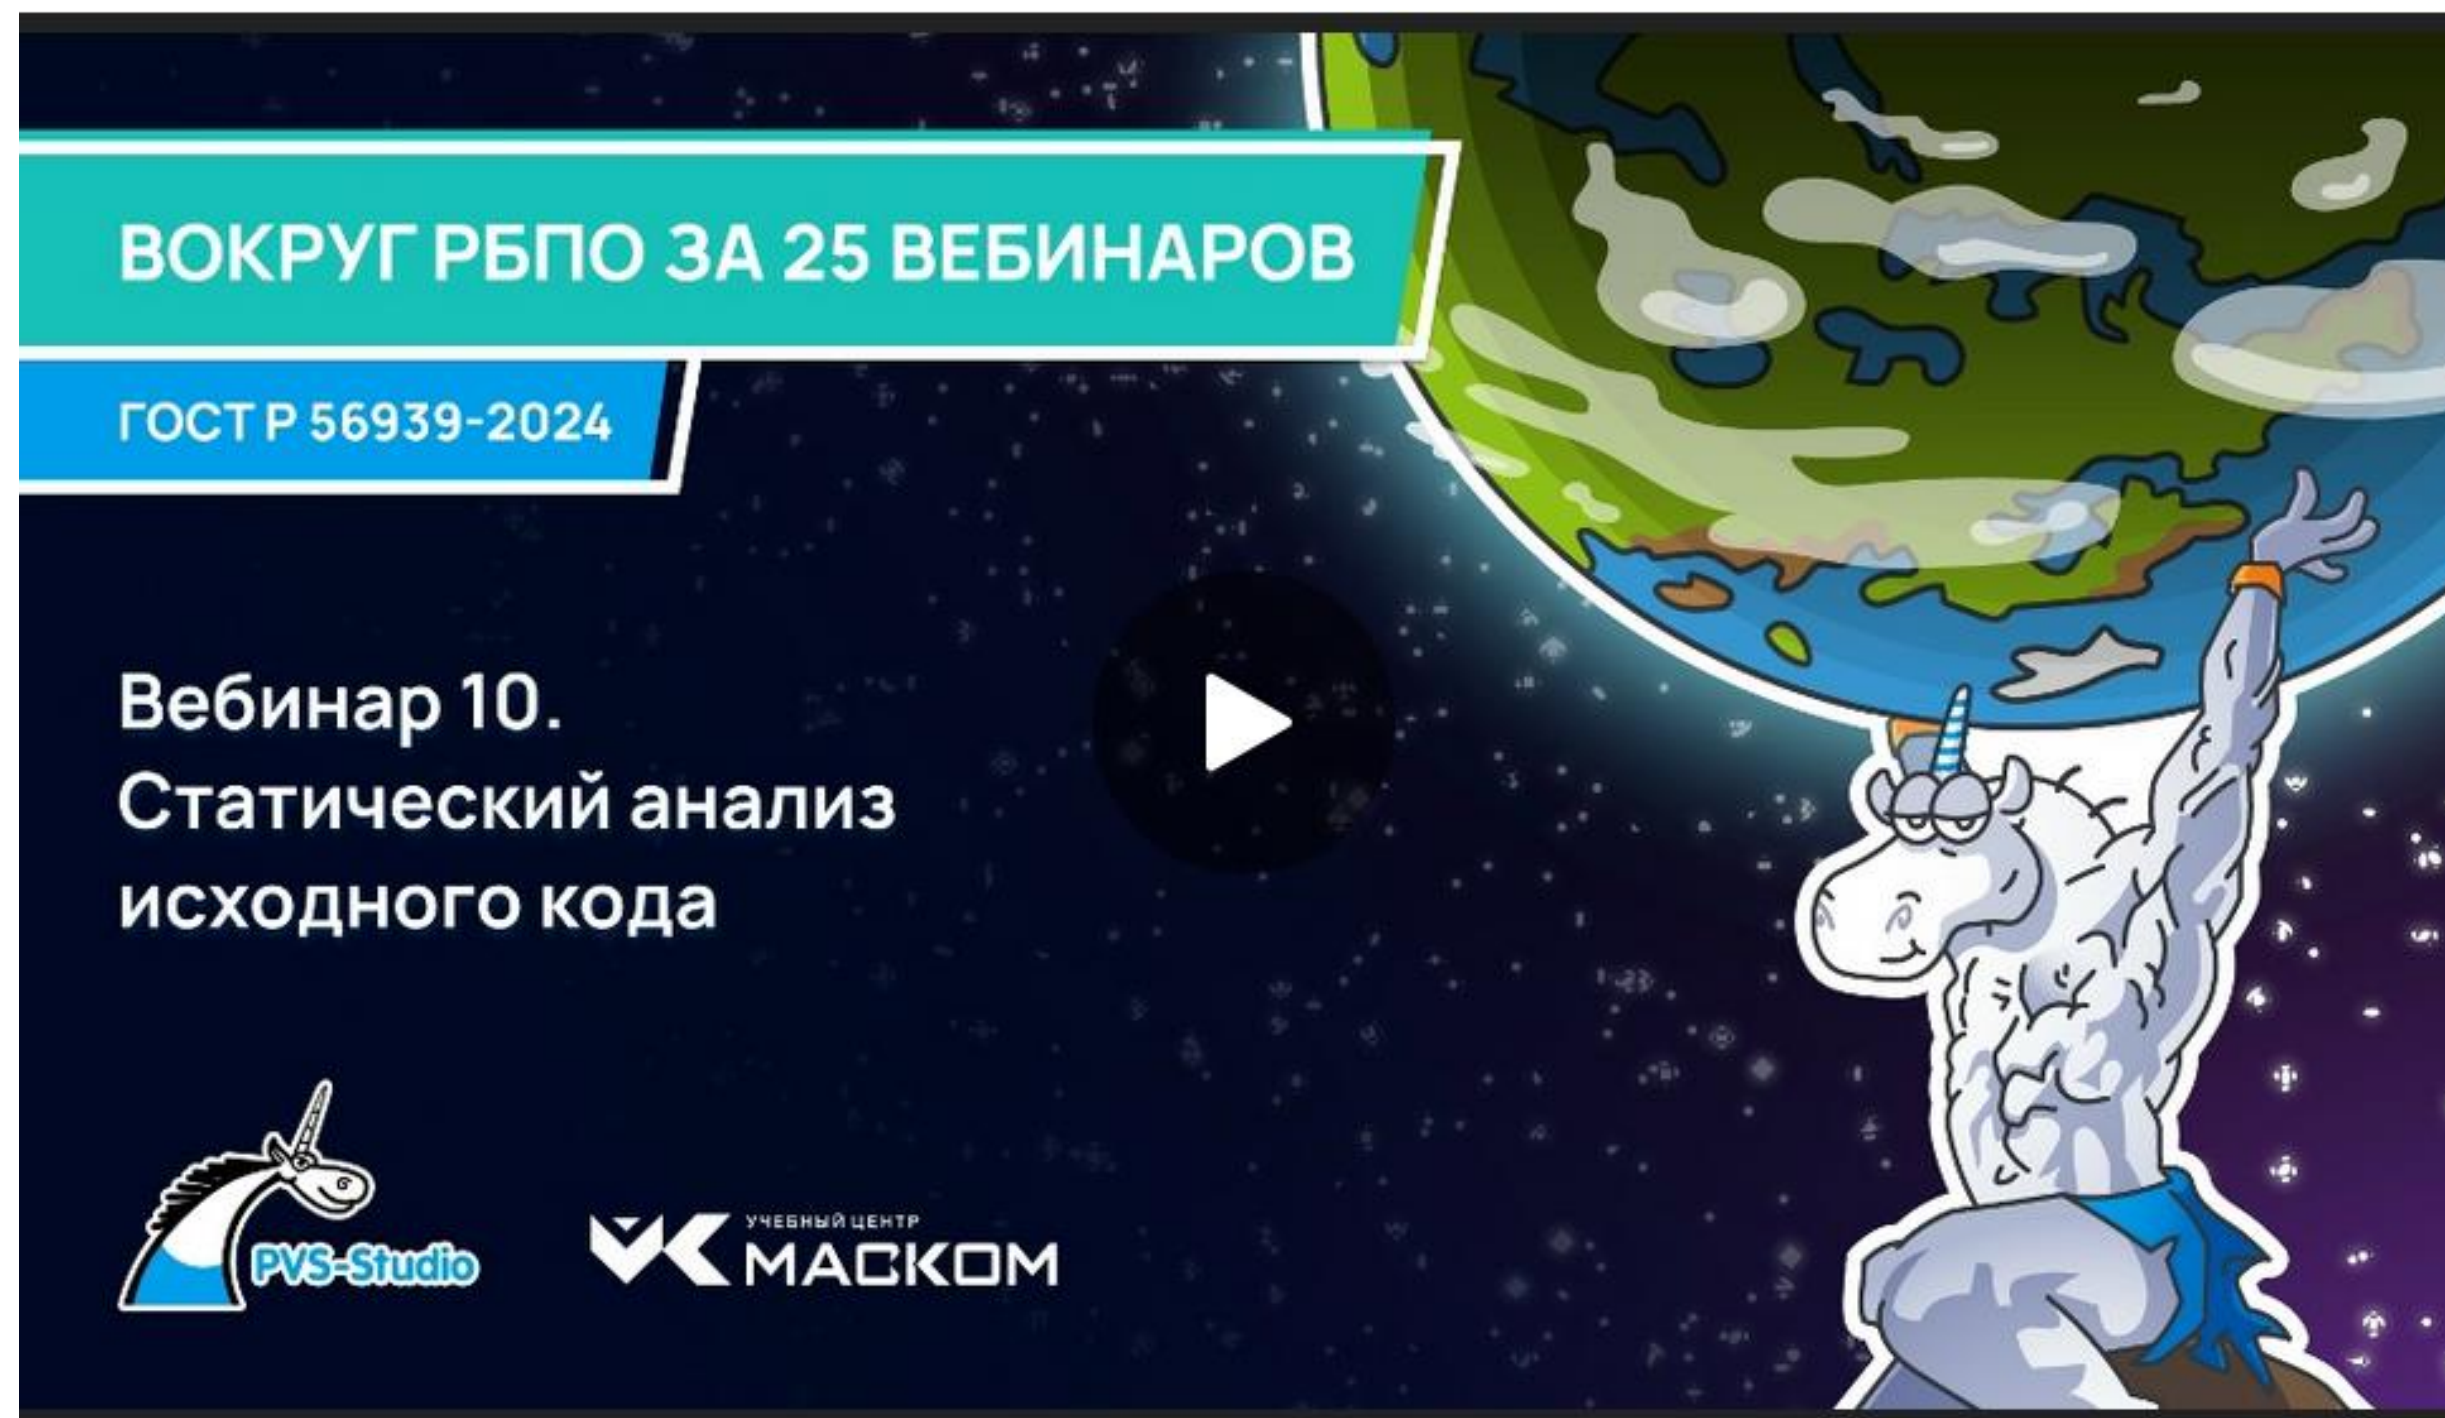 ВОКРУГ РБПО ЗА 25 ВЕБИНАРОВ
ГОСТ Р 56939-2024
Вебинар 10.
Статический анализ
исходного кода
PVS-Studio
УЧЕБНЫЙ ЦЕНТР
МАСКОМ